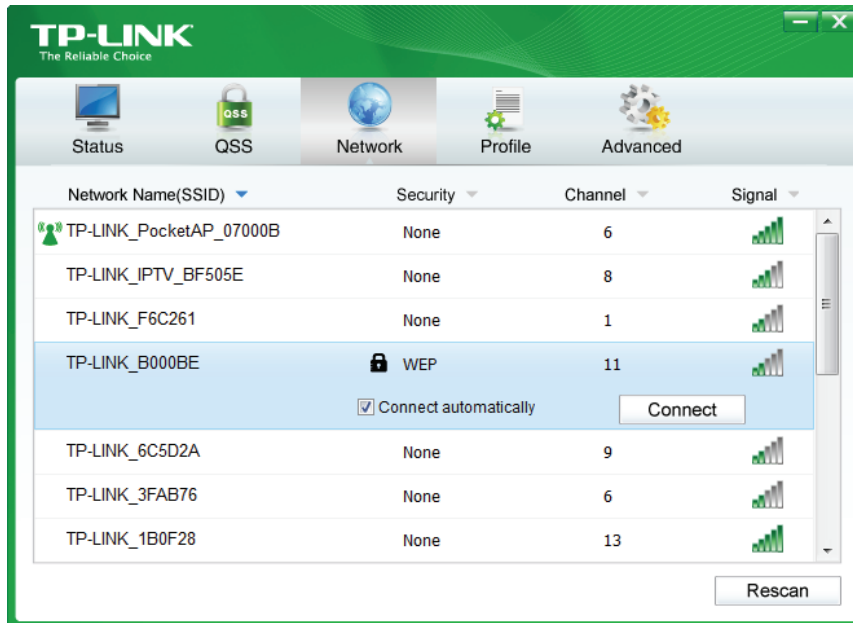 TP-LINK
The Reliable Choice
QSS
Status QSS Network Profile Advanced
Network Name(SSID) Security Channel Signal
TP-LINK_PocketAP_07000B None 6
TP-LINK_IPTV_BF505E None 8
TP-LINK_F6C261 None 1
TP-LINK_B000BE WEP 11
Connect automatically Connect
TP-LINK_6C5D2A None 9
TP-LINK_3FAB76 None 6
TP-LINK_1B0F28 None 13
Rescan